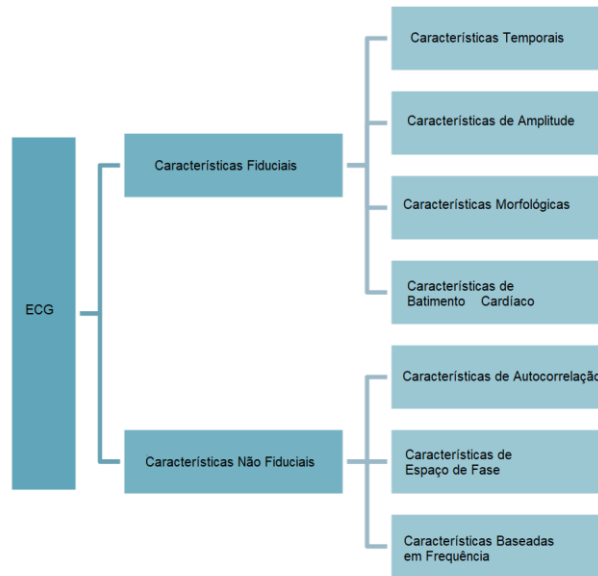 Características Temporais
Características de Amplitude
Características Fiduciais
Características Morfológicas
Características de
Batimento Cardíaco
ECG
Características de Autocorrelação
Características Não Fiduciais
Características de
Espaço de Fase
Características Baseadas
em Frequência